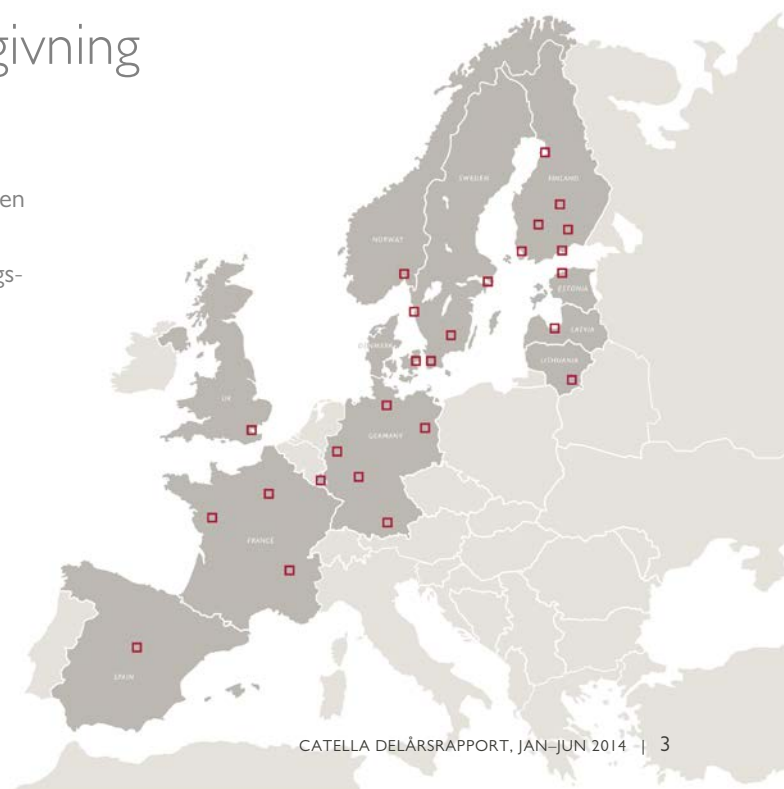 givning
en
gs-
FINLAND
SWEDEN
NORWAY
ESTONIA
LATVIA
DENMARK
LITHUANIA
UK
GERMANY
FRANCE
SPAIN
CATELLA DELÅRSRAPPORT, JAN–JUN 2014 | 3